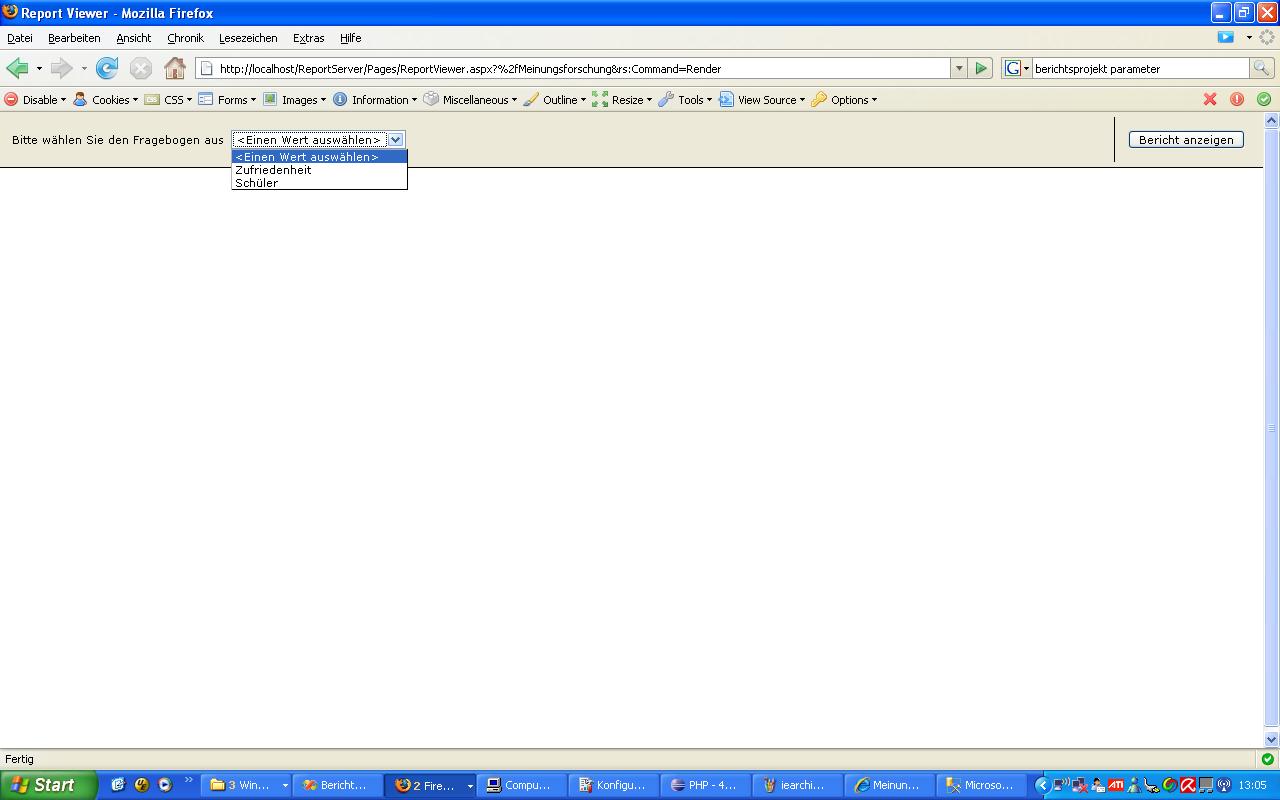 Report Viewer - Mozilla Firefox
Datei Bearbeiten Ansicht Chronik Lesezeichen Extras Hilfe
http://localhost/ReportServer/Pages/ReportViewer.aspx?%2fMeinungsforschung&rs:Command=Render G berichtsprojekt parameter
Disable Cookies CSS Forms Images Information Miscellaneous Outline Resize Tools View Source Options
Bitte wählen Sie den Fragebogen aus <Einen Wert auswählen> Bericht anzeigen
<Einen Wert auswählen>
Zufriedenheit
Schüler
Fertig
Start 3 Win... Bericht... 2 Fire... Compu... Konfigu... PHP - 4... iearchi... Meinun... Microso... ATI 13:05